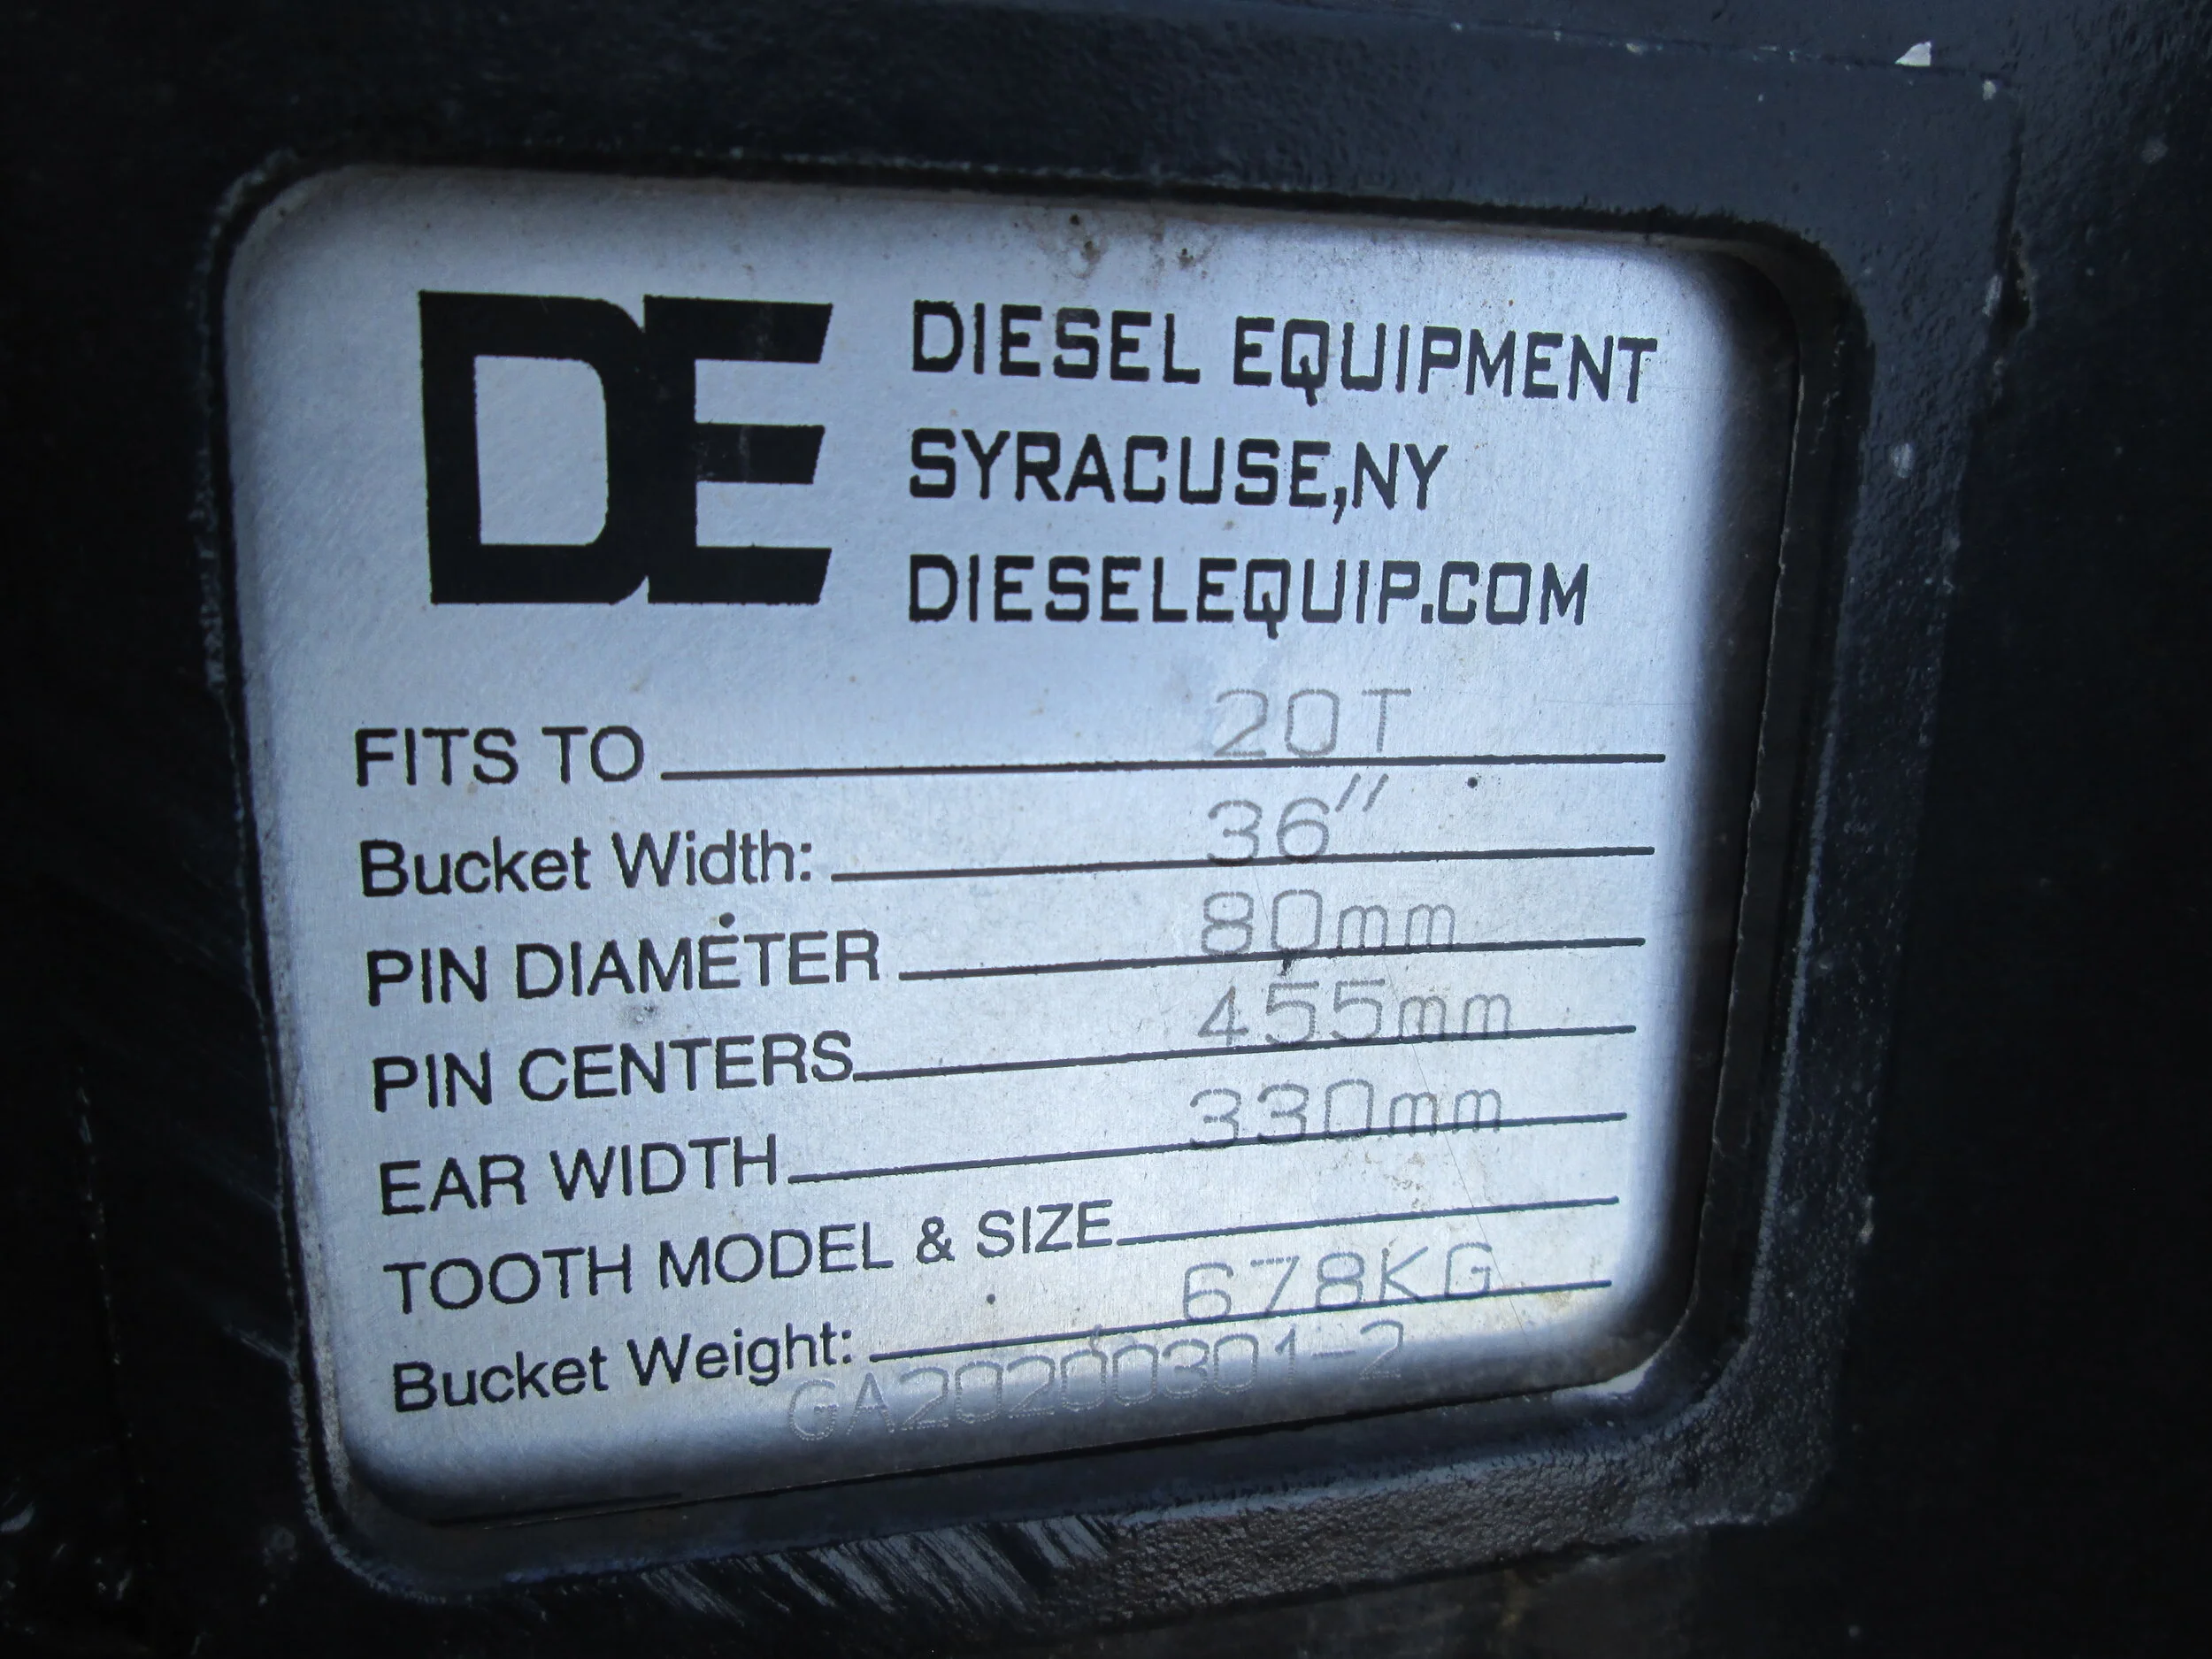 DE
DIESEL EQUIPMENT
SYRACUSE,NY
DIESELEQUIP.COM
FITS TO 20T
Bucket Width: 36"
PIN DIAMETER 80mm
PIN CENTERS 455mm
EAR WIDTH 330mm
TOOTH MODEL & SIZE
Bucket Weight: 678KG
GA20200301-2